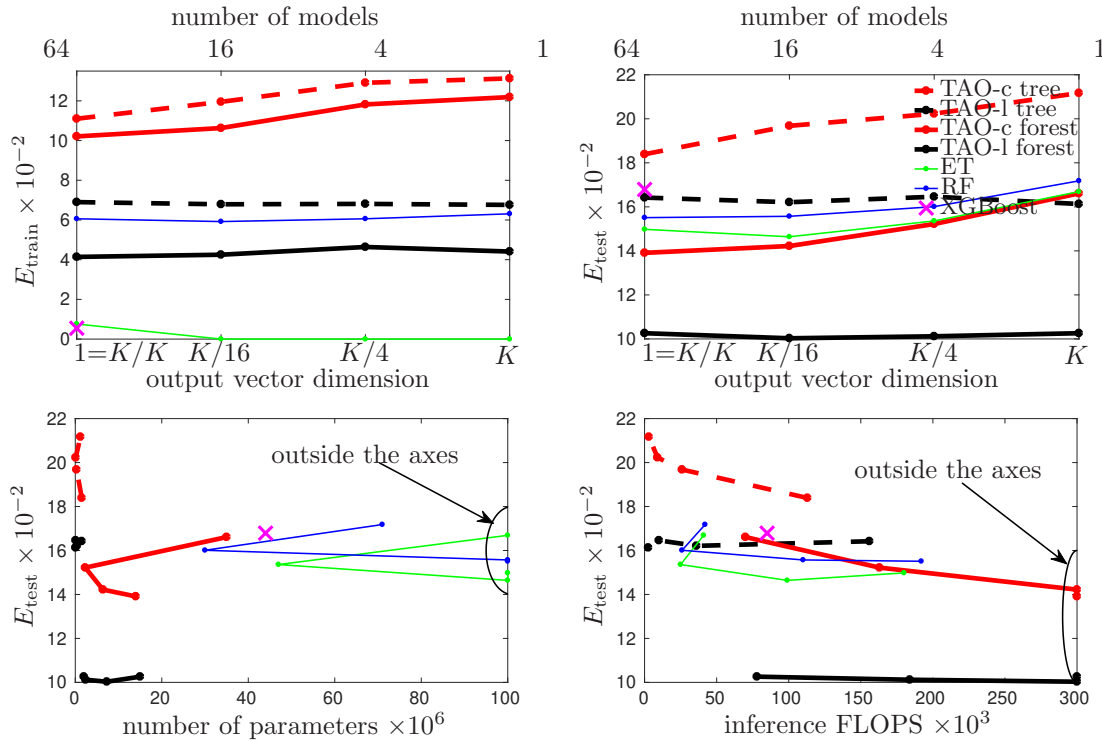 number of models
64 16 4 1
12
10
8
6
4
2
0
E_train × 10^−2
1=K/K K/16 K/4 K
output vector dimension
number of models
64 16 4 1
22
20
18
16
14
12
10
E_test × 10^−2
TAO-c tree
TAO-l tree
TAO-c forest
TAO-l forest
ET
RF
XGBoost
1=K/K K/16 K/4 K
output vector dimension
22
20
18
16
14
12
10
E_test × 10^−2
outside the axes
0 20 40 60 80 100
number of parameters ×10^6
22
20
18
16
14
12
10
E_test × 10^−2
outside the axes
0 50 100 150 200 250 300
inference FLOPS ×10^3